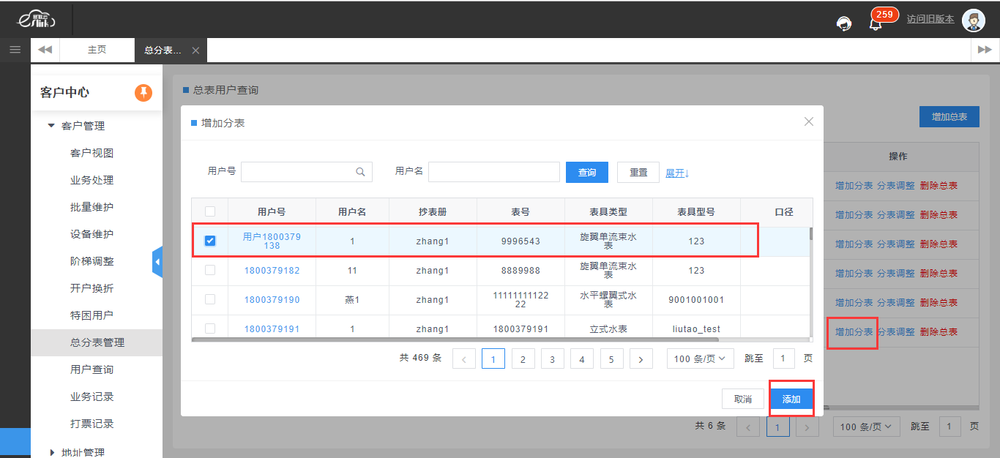 259
访问旧版本
主页
总分表...
客户中心
客户管理
客户视图
业务处理
批量维护
设备维护
阶梯调整
开户换折
特困用户
总分表管理
用户查询
业务记录
打票记录
地址管理
总表用户查询
增加总表
操作
增加分表 分表调整 删除总表
增加分表 分表调整 删除总表
增加分表 分表调整 删除总表
增加分表 分表调整 删除总表
增加分表 分表调整 删除总表
增加分表 分表调整 删除总表
共 6 条 1 100 条/页 跳至 1 页
增加分表
用户号 用户名 查询 重置 展开↓
用户号 用户名 抄表册 表号 表具类型 表具型号 口径
用户1800379138 1 zhang1 9996543 旋翼单流束水表 123
1800379182 11 zhang1 8889988 旋翼单流束水表 123
1800379190 燕1 zhang1 1111111112222 水平螺翼式水表 9001001001
1800379191 1 zhang1 1800379191 立式水表 liutao_test
共 469 条 1 2 3 4 5 100 条/页 跳至 1 页
取消 添加